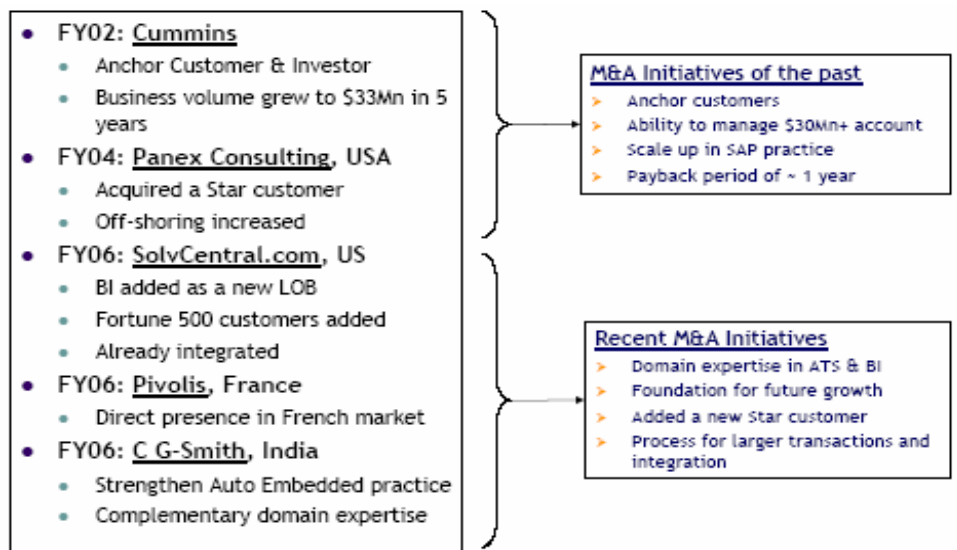 FY02: Cummins
Anchor Customer & Investor
Business volume grew to $33Mn in 5
years
FY04: Panex Consulting, USA
Acquired a Star customer
Off-shoring increased
FY06: SolvCentral.com, US
BI added as a new LOB
Fortune 500 customers added
Already integrated
FY06: Pivolis, France
Direct presence in French market
FY06: C G-Smith, India
Strengthen Auto Embedded practice
Complementary domain expertise
M&A Initiatives of the past
Anchor customers
Ability to manage $30Mn+ account
Scale up in SAP practice
Payback period of ~ 1 year
Recent M&A Initiatives
Domain expertise in ATS & BI
Foundation for future growth
Added a new Star customer
Process for larger transactions and
integration